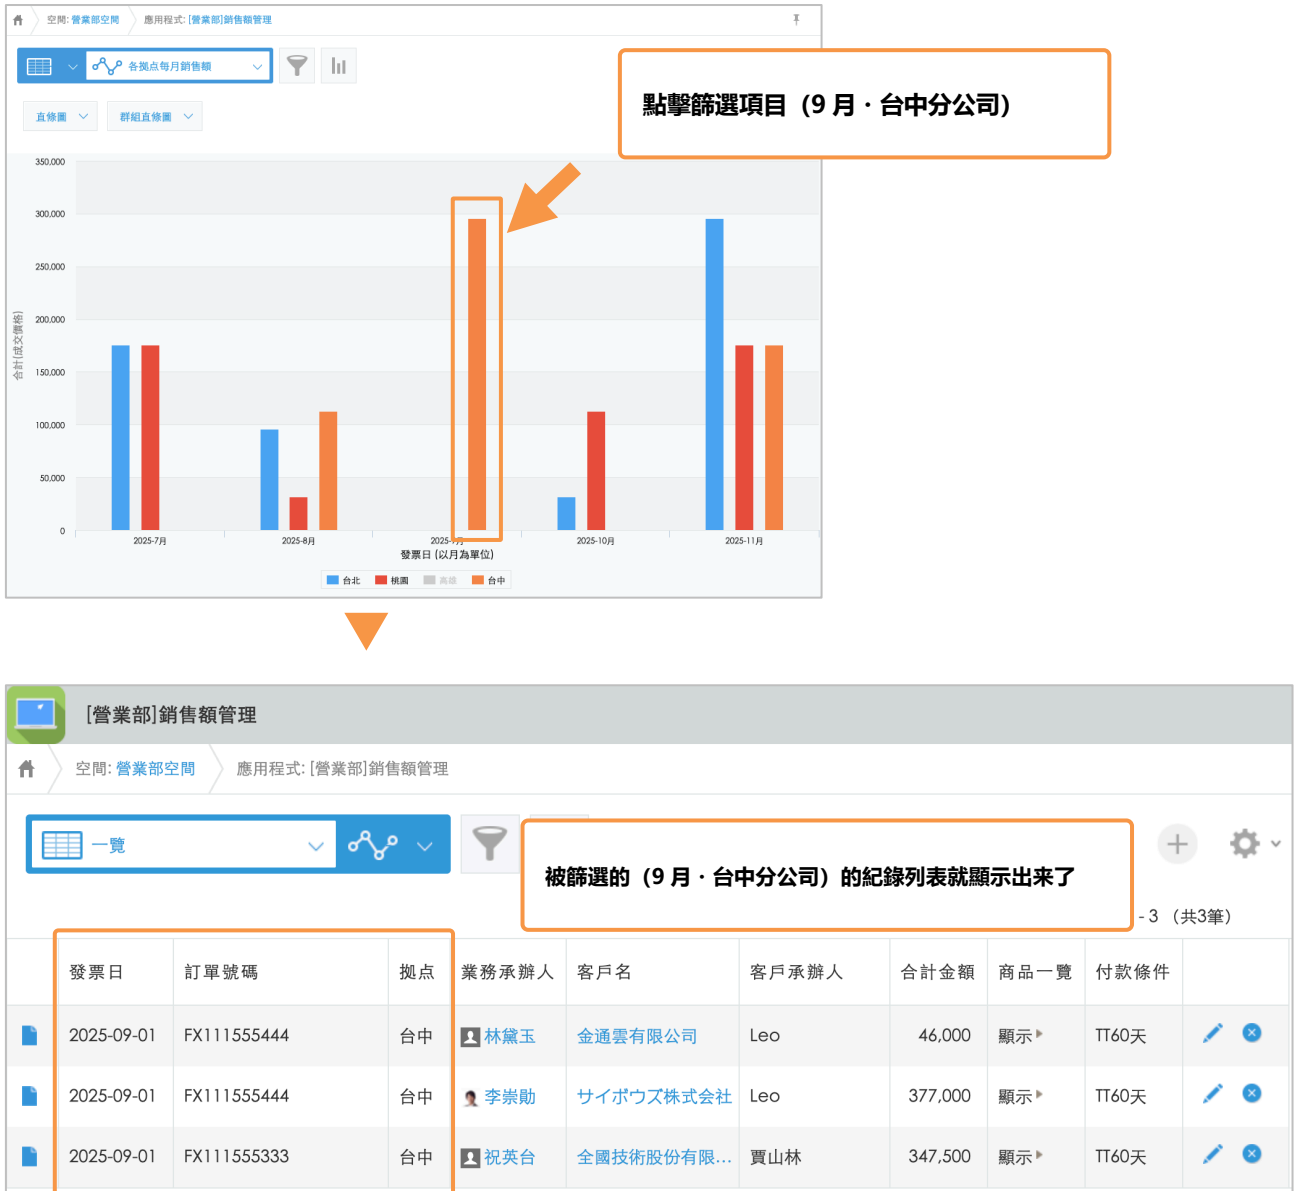 空間: 營業部空間 應用程式: [營業部]銷售額管理
各拠点每月銷售額
點擊篩選項目（9 月・台中分公司）
直條圖 群組直條圖
350,000
300,000
250,000
200,000
150,000
100,000
50,000
0
合計(成交價格)
2025-7月 2025-8月 2025-9月 2025-10月 2025-11月
發票日 (以月為單位)
台北 桃園 高雄 台中
[營業部]銷售額管理
空間: 營業部空間 應用程式: [營業部]銷售額管理
一覽
被篩選的（9 月・台中分公司）的紀錄列表就顯示出来了
- 3 （共3筆）
發票日 訂單號碼 拠点 業務承辦人 客戶名 客戶承辦人 合計金額 商品一覽 付款條件
2025-09-01 FX111555444 台中 林黛玉 金通雲有限公司 Leo 46,000 顯示 TT60天
2025-09-01 FX111555444 台中 李崇勛 サイボウズ株式会社 Leo 377,000 顯示 TT60天
2025-09-01 FX111555333 台中 祝英台 全國技術股份有限... 賈山林 347,500 顯示 TT60天